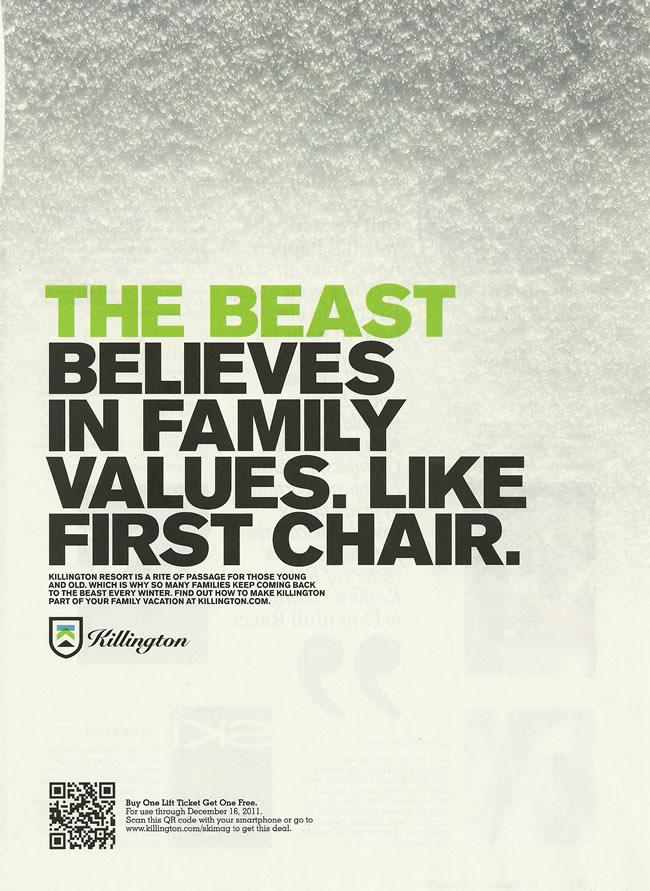 THE BEAST
BELIEVES
IN FAMILY
VALUES. LIKE
FIRST CHAIR.
KILLINGTON RESORT IS A RITE OF PASSAGE FOR THOSE YOUNG
AND OLD. WHICH IS WHY SO MANY FAMILIES KEEP COMING BACK
TO THE BEAST EVERY WINTER. FIND OUT HOW TO MAKE KILLINGTON
PART OF YOUR FAMILY VACATION AT KILLINGTON.COM.
Killington
Buy One Lift Ticket Get One Free.
For use through December 16, 2011.
Scan this QR code with your smartphone or go to
www.killington.com/skimag to get this deal.